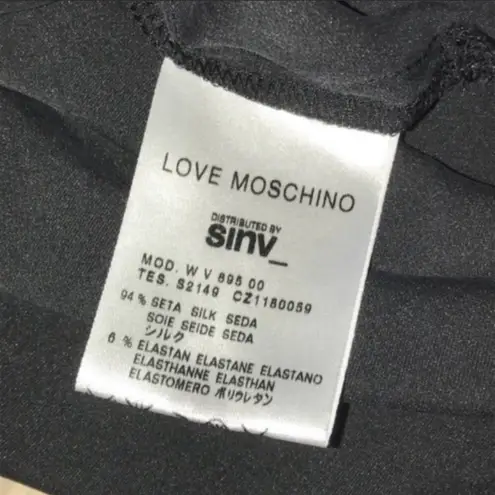 LOVE MOSCHINO
DISTRIBUTED BY
sinv_
MOD. W V 895 00
TES. S2149 CZ1180059
94 % SETA SILK SEDA
SOIE SEIDE SEDA
シルク
6 % ELASTAN ELASTANE ELASTANO
ELASTHANNE ELASTHAN
ELASTOMERO ポリウレタン